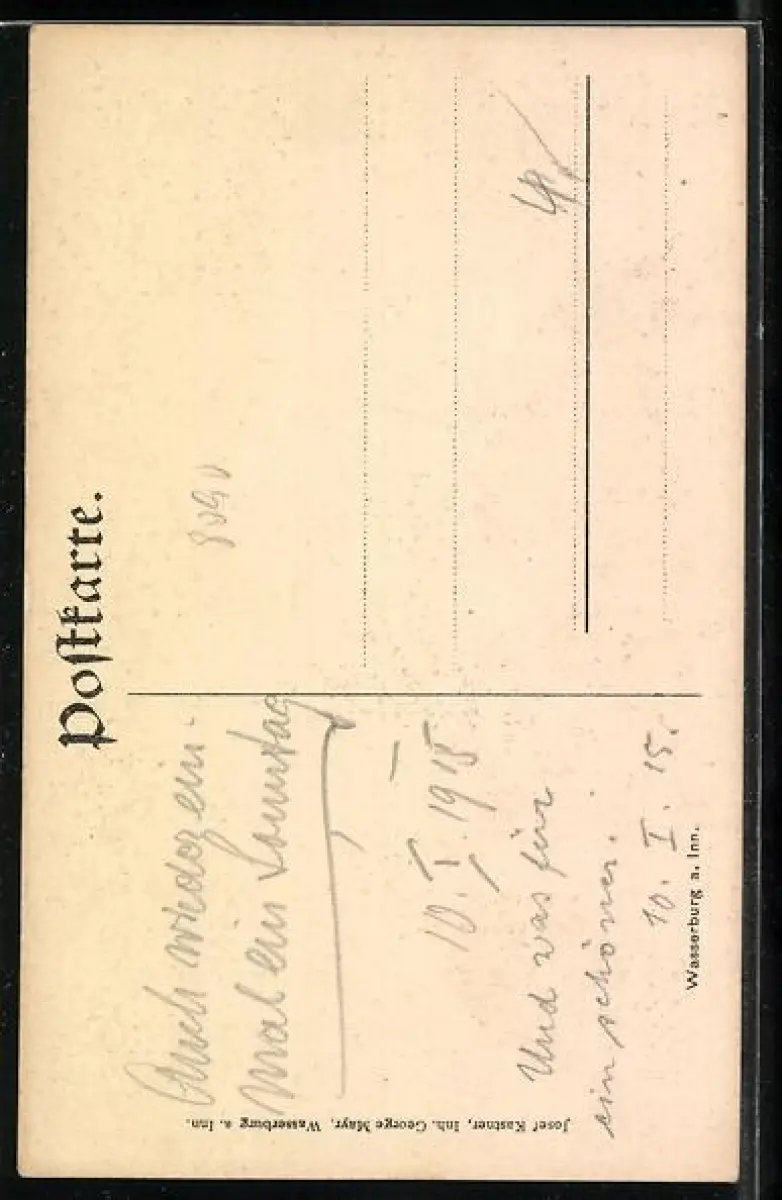 Postkarte.
Auch wieder ein-
mal ein Sonntag
10. I. 1915
Und was für
ein schöner.
10. I. 15.
Wasserburg a. Inn.
Josef Kastner, Inh. George Mayr, Wasserburg a. Inn.